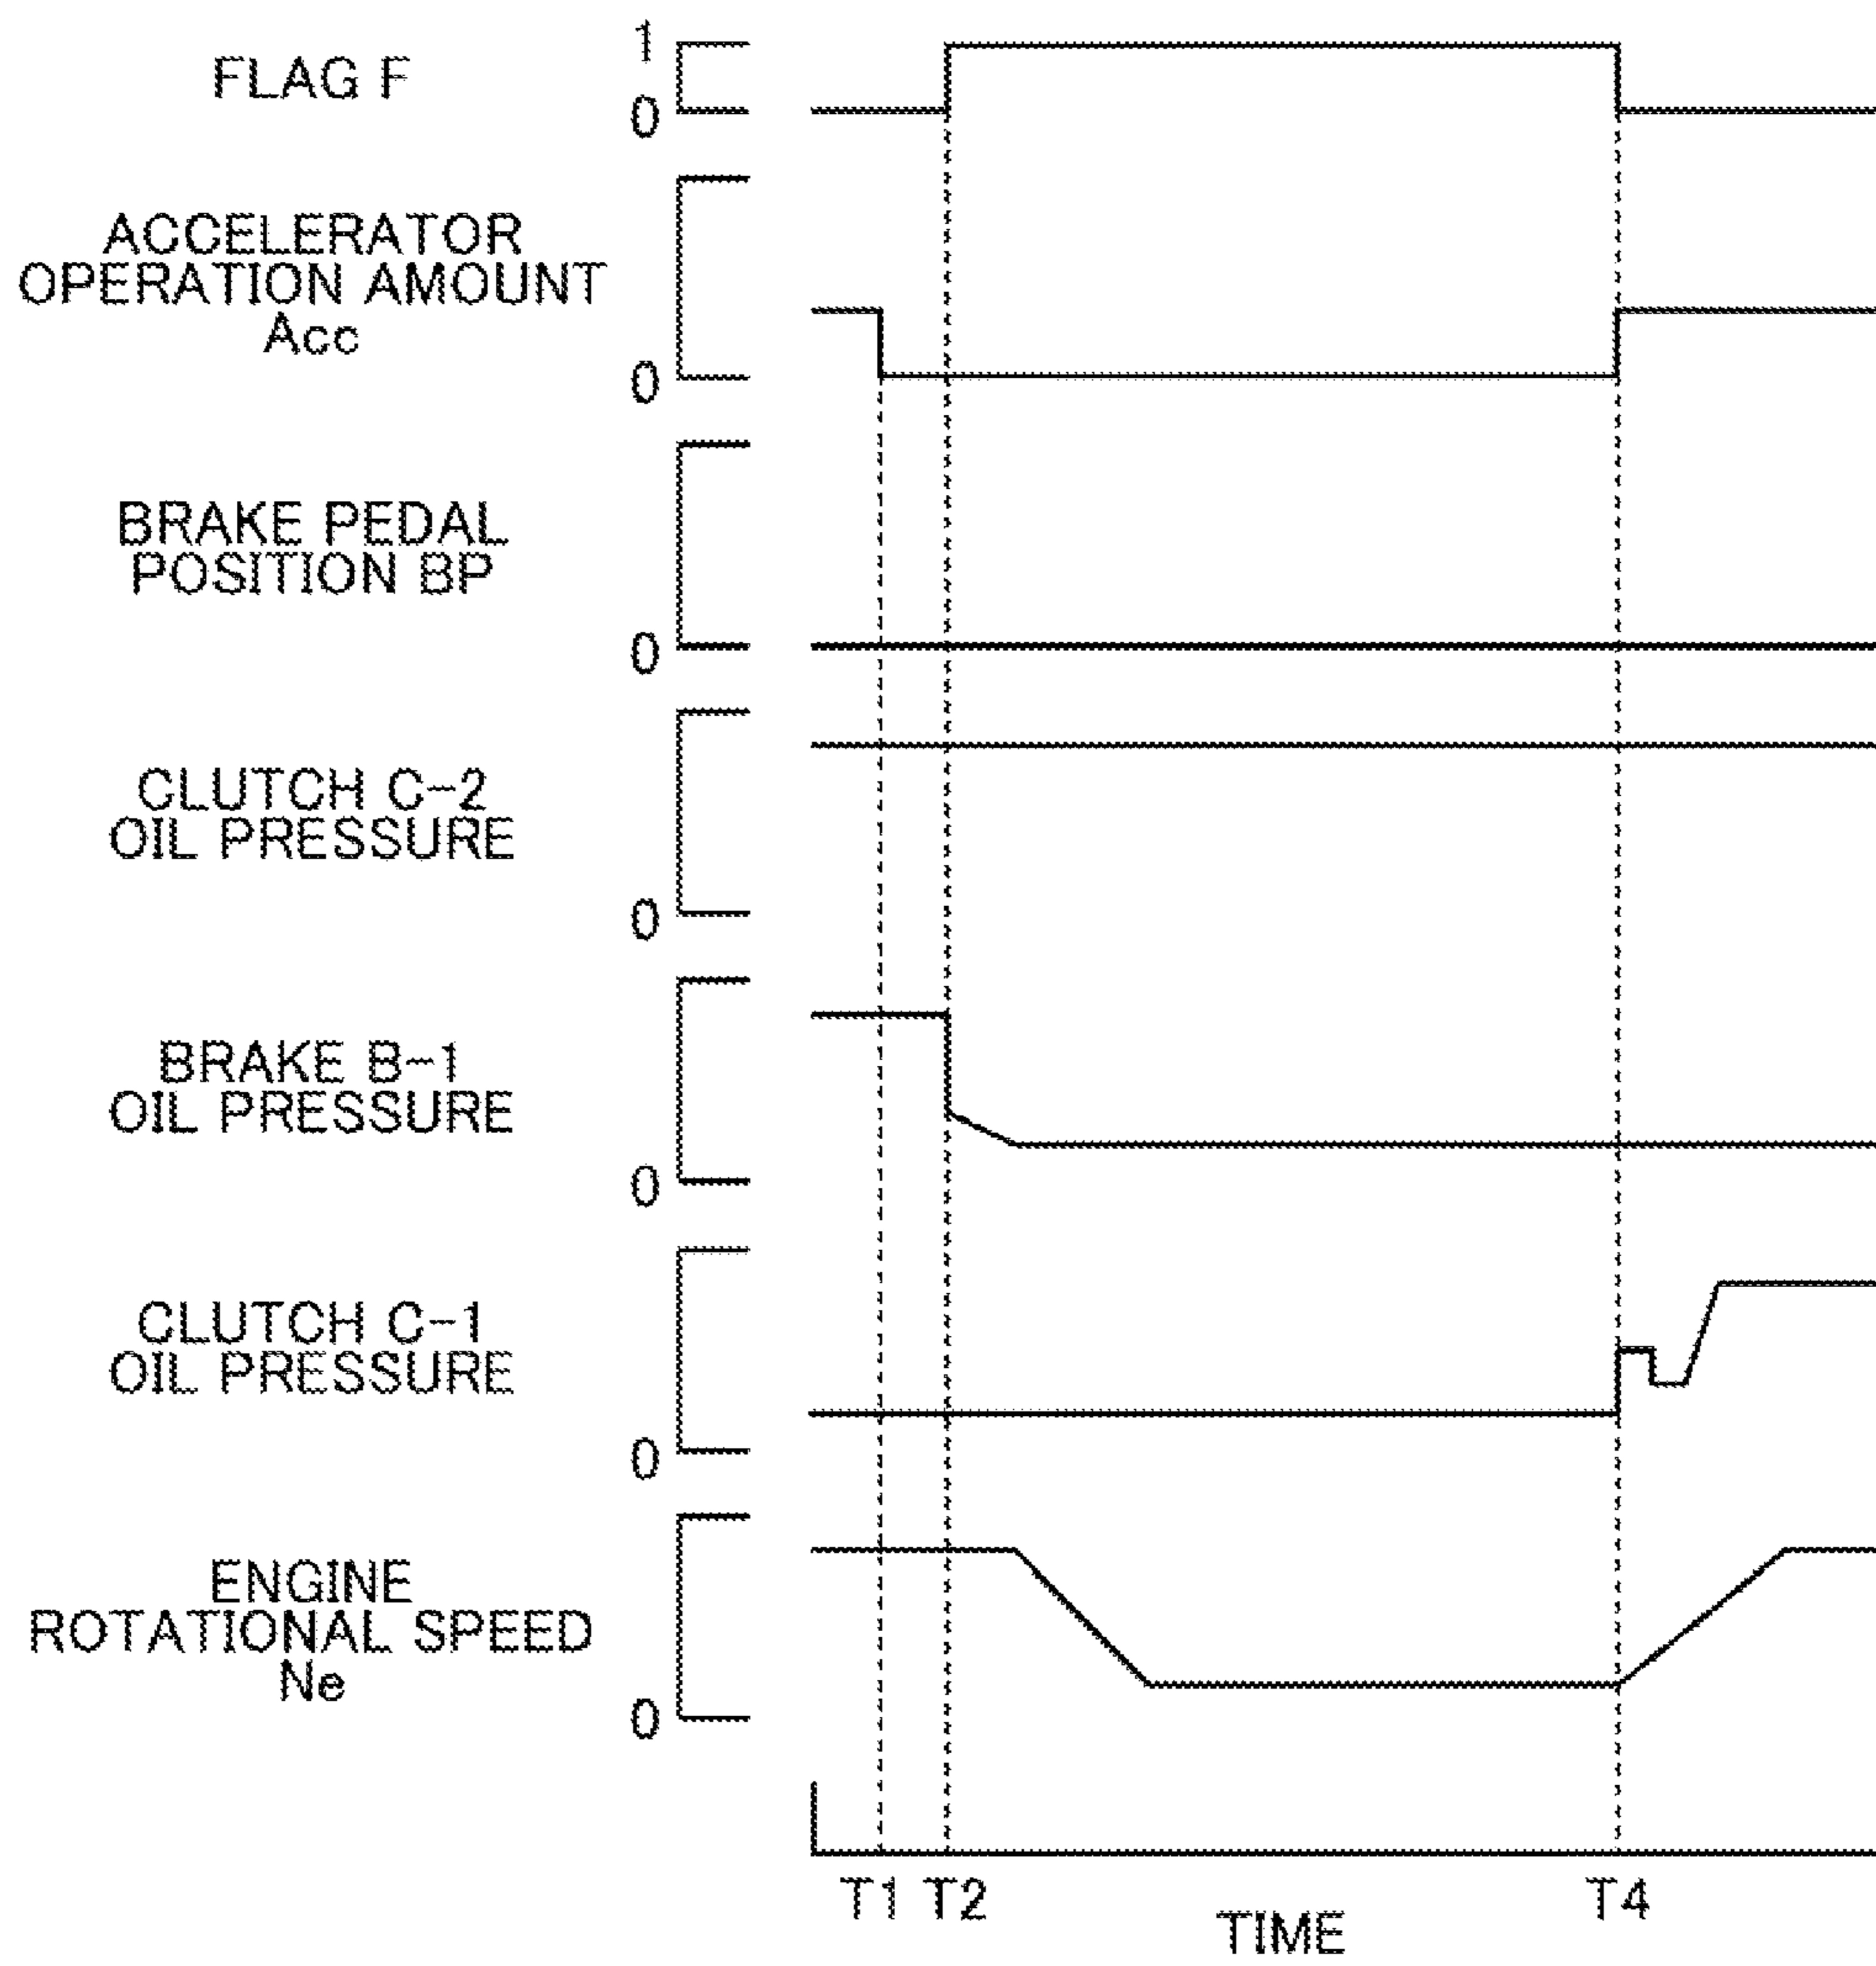 FLAG F
1
0
ACCELERATOR
OPERATION AMOUNT
Acc
0
BRAKE PEDAL
POSITION BP
0
CLUTCH C-2
OIL PRESSURE
0
BRAKE B-1
OIL PRESSURE
0
CLUTCH C-1
OIL PRESSURE
0
ENGINE
ROTATIONAL SPEED
Ne
0
T1 T2 T4
TIME